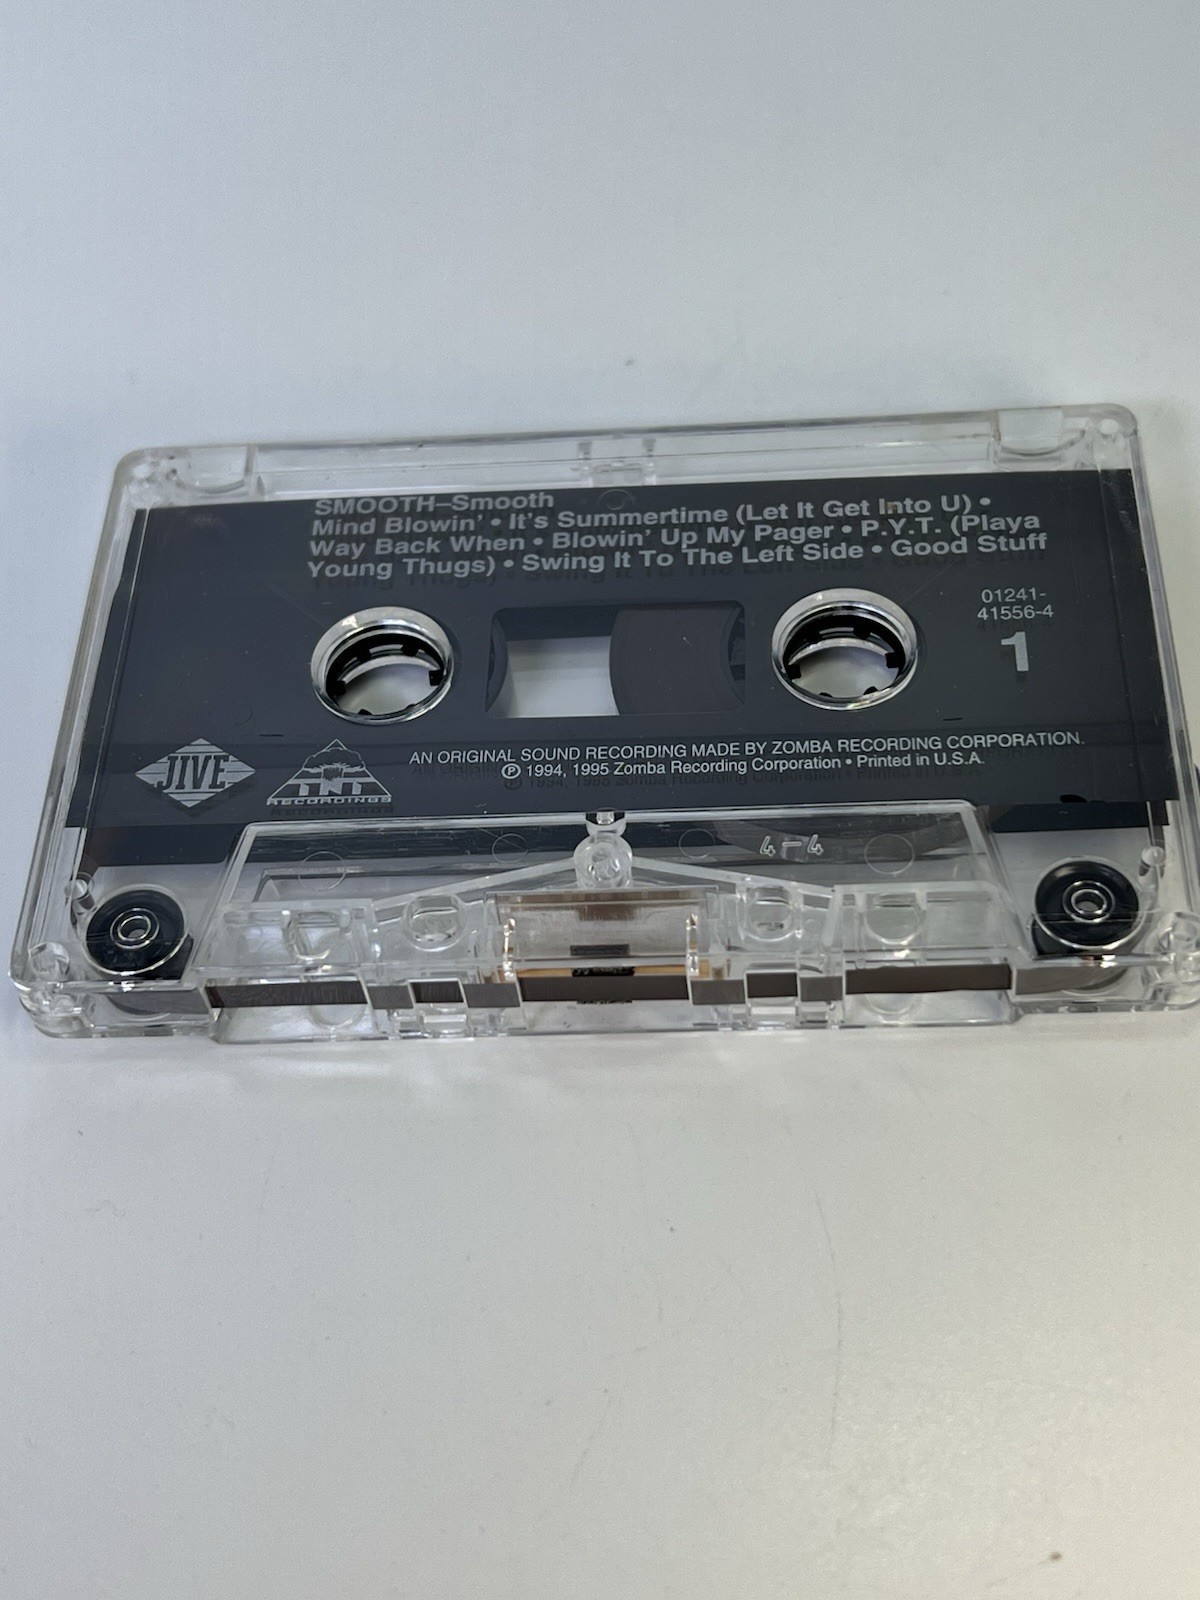 SMOOTH–Smooth
Mind Blowin' • It's Summertime (Let It Get Into U) •
Way Back When • Blowin' Up My Pager • P.Y.T. (Playa
Young Thugs) • Swing It To The Left Side • Good Stuff
01241-
41556-4
1
JIVE
TNT
RECORDINGS
AN ORIGINAL SOUND RECORDING MADE BY ZOMBA RECORDING CORPORATION.
℗ 1994, 1995 Zomba Recording Corporation • Printed in U.S.A.
4-4